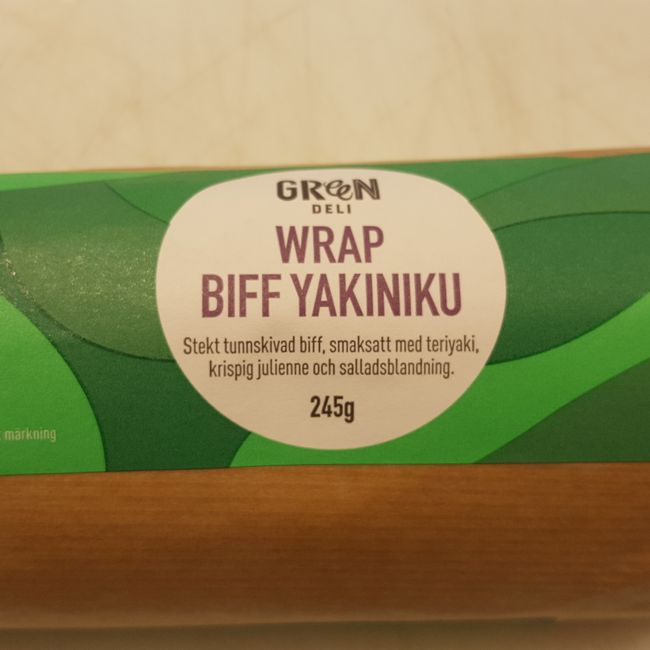 GReeN
DELI
WRAP
BIFF YAKINIKU
Stekt tunnskivad biff, smaksatt med teriyaki,
krispig julienne och salladsblandning.
245g
märkning